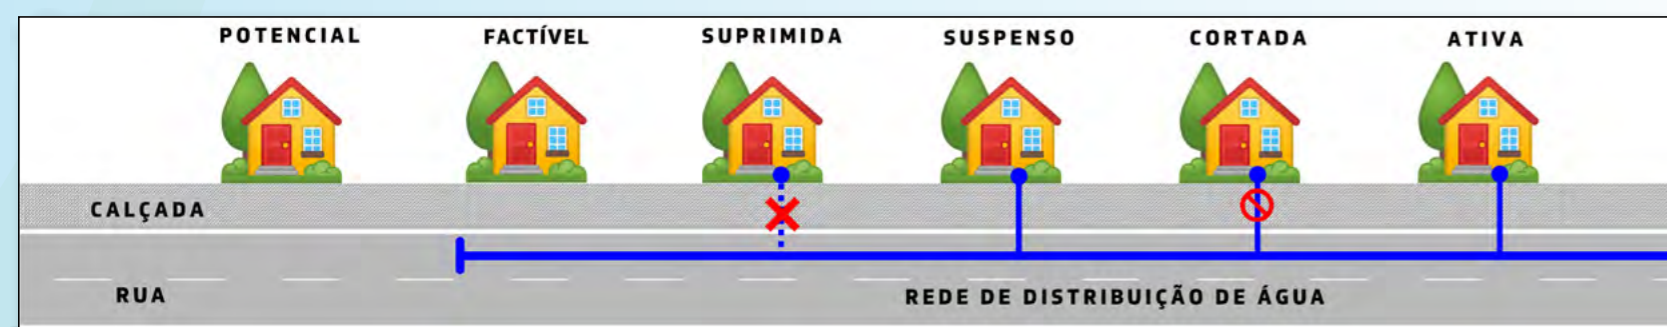 POTENCIAL
FACTÍVEL
SUPRIMIDA
SUSPENSO
CORTADA
ATIVA
CALÇADA
RUA
REDE DE DISTRIBUIÇÃO DE ÁGUA